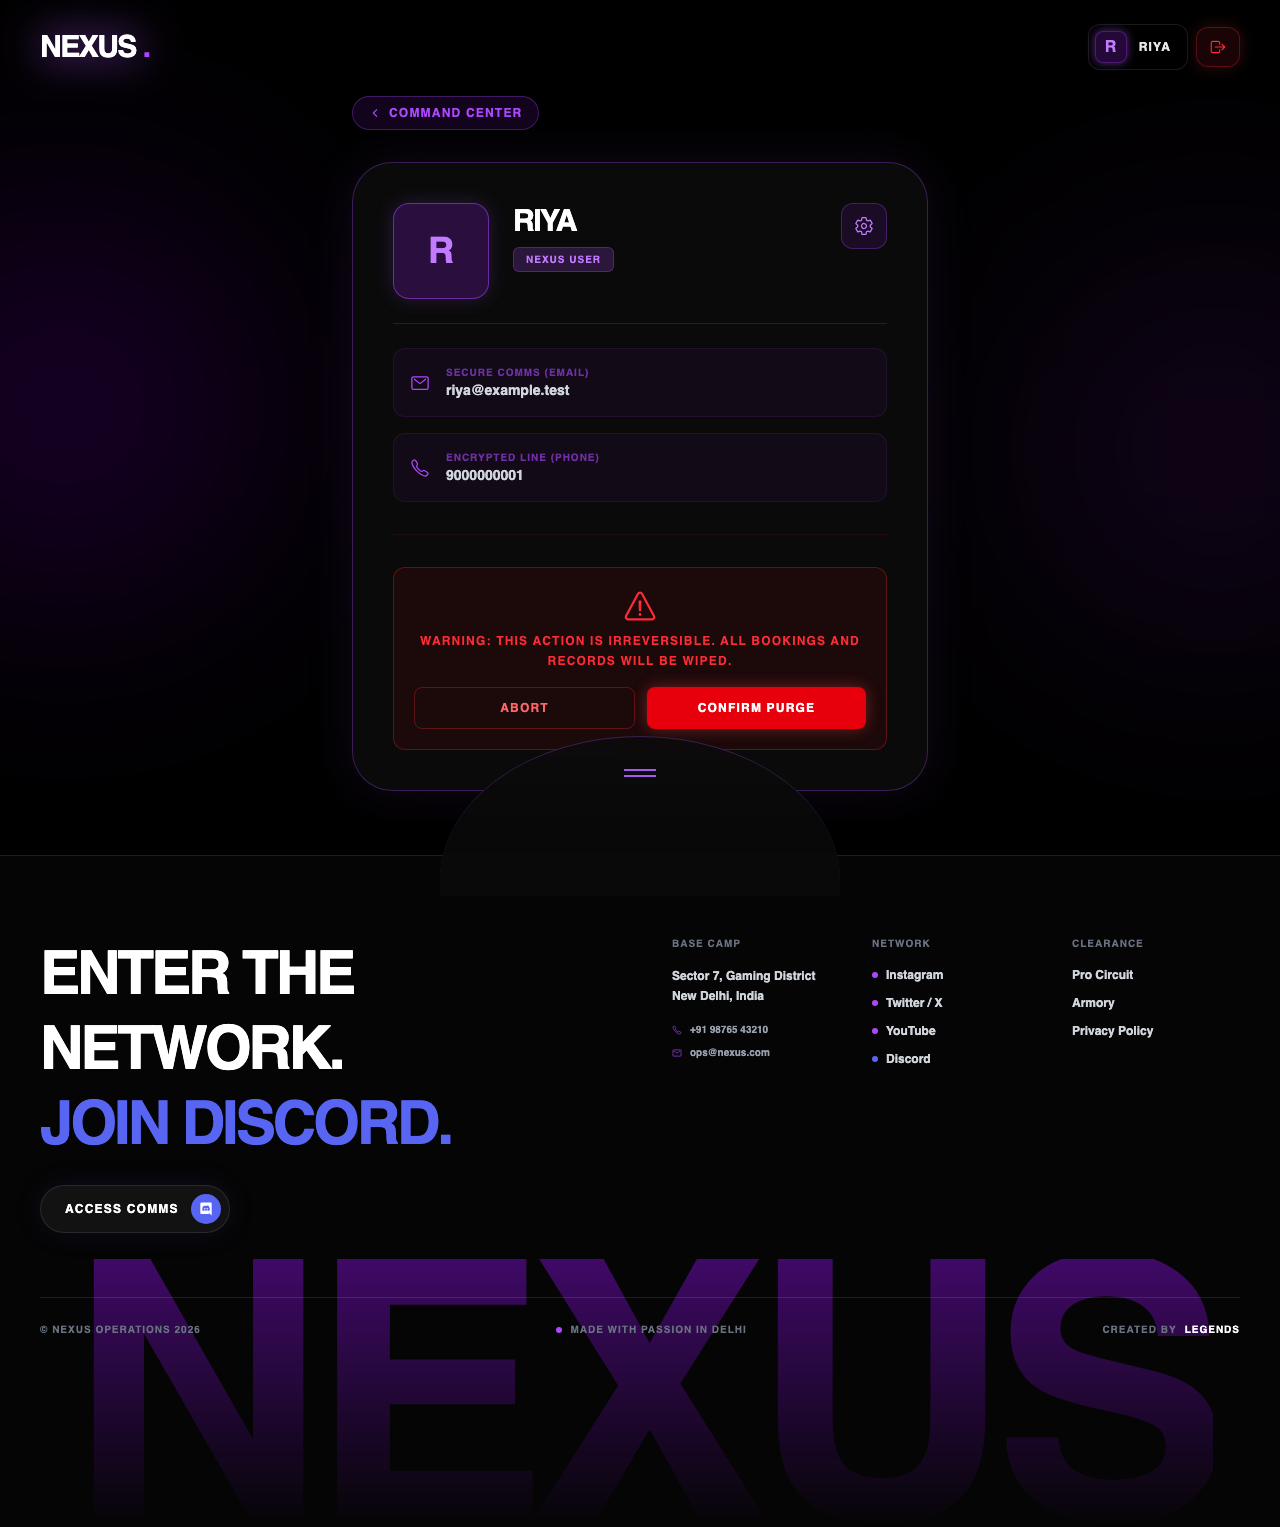 NEXUS .
R RIYA
COMMAND CENTER
R
RIYA
NEXUS USER
SECURE COMMS (EMAIL)
riya@example.test
ENCRYPTED LINE (PHONE)
9000000001
WARNING: THIS ACTION IS IRREVERSIBLE. ALL BOOKINGS AND
RECORDS WILL BE WIPED.
ABORT
CONFIRM PURGE
ENTER THE
NETWORK.
JOIN DISCORD.
ACCESS COMMS
BASE CAMP
Sector 7, Gaming District
New Delhi, India
+91 98765 43210
ops@nexus.com
NETWORK
Instagram
Twitter / X
YouTube
Discord
CLEARANCE
Pro Circuit
Armory
Privacy Policy
NEXUS
© NEXUS OPERATIONS 2026
MADE WITH PASSION IN DELHI
CREATED BY LEGENDS